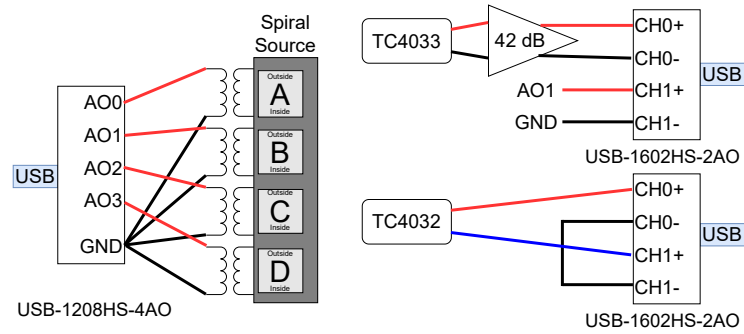 Spiral
Source
AO0
AO1
AO2
AO3
GND
USB
USB-1208HS-4AO
Outside
A
Inside
Outside
B
Inside
Outside
C
Inside
Outside
D
Inside
TC4033
42 dB
CH0+
CH0-
CH1+
CH1-
AO1
GND
USB
USB-1602HS-2AO
TC4032
CH0+
CH0-
CH1+
CH1-
USB
USB-1602HS-2AO